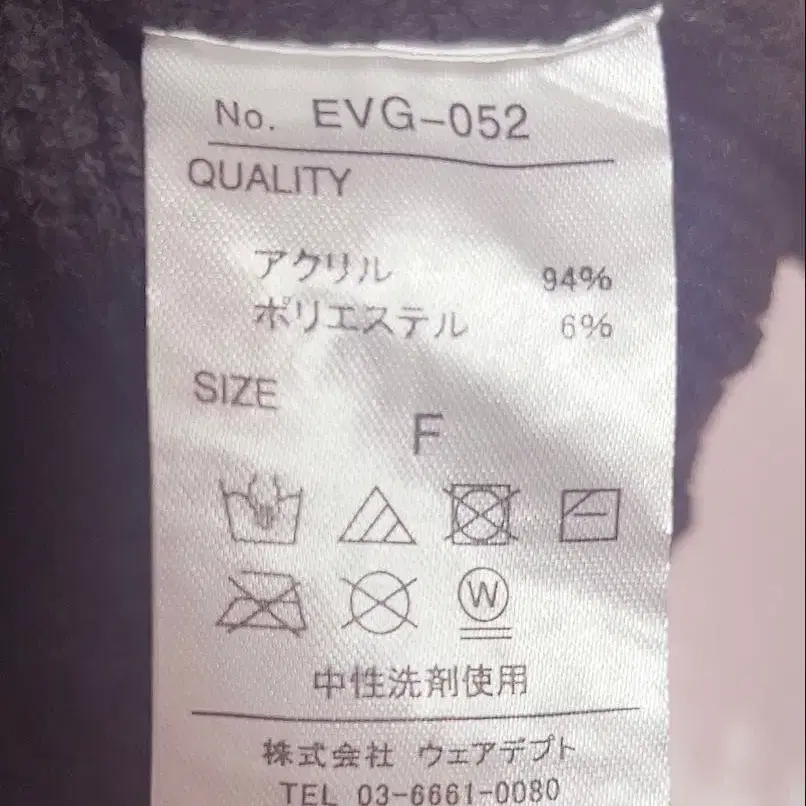 No. EVG-052
QUALITY
アクリル 94%
ポリエステル 6%
SIZE
F
W
中性洗剤使用
株式会社 ウェアデプト
TEL 03-6661-0080